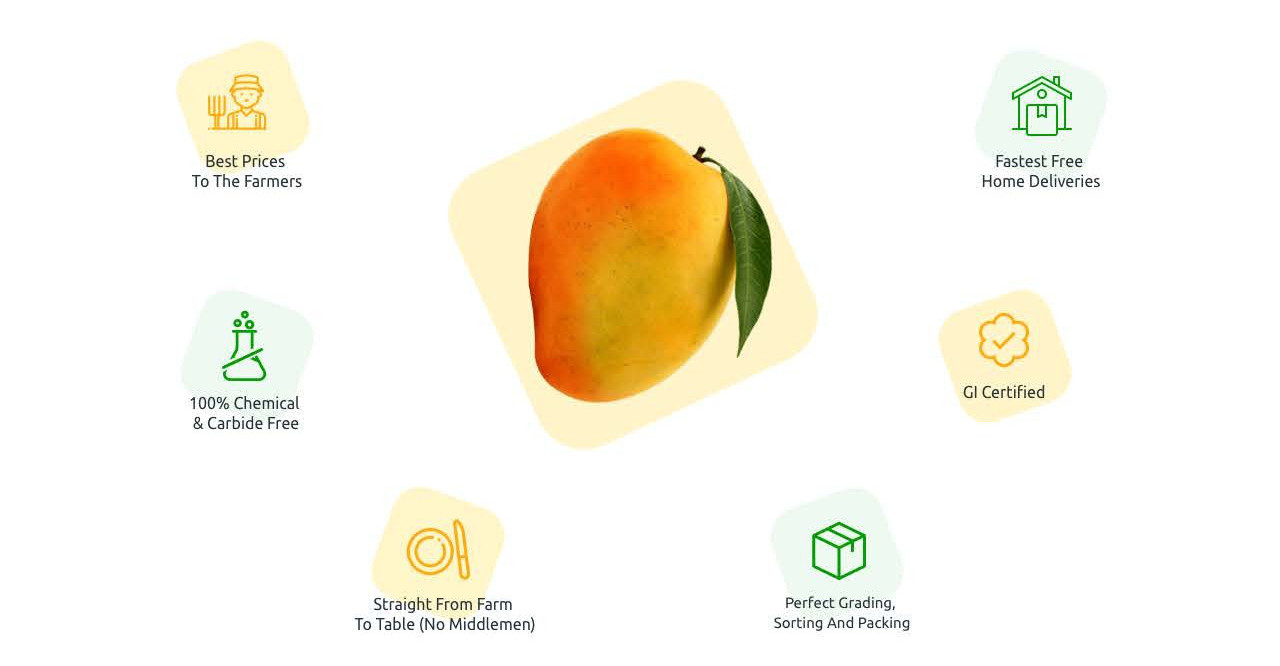 Best Prices
To The Farmers
Fastest Free
Home Deliveries
100% Chemical
& Carbide Free
GI Certified
Straight From Farm
To Table (No Middlemen)
Perfect Grading,
Sorting And Packing